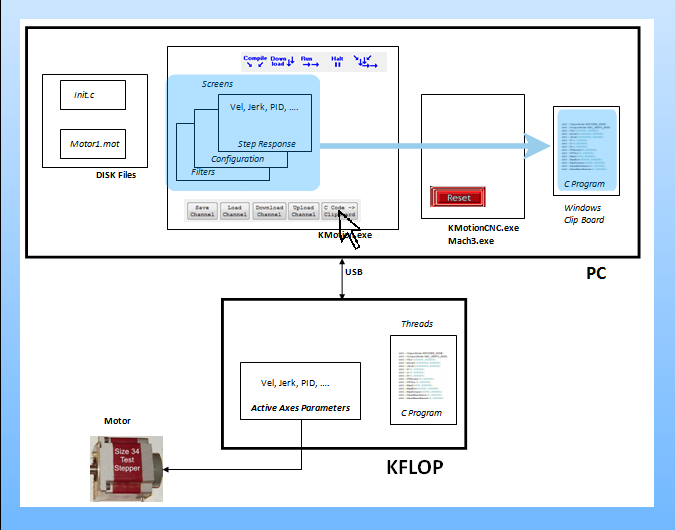 Compile
Down
load
Run
Halt
Screens
Init.c
Vel, Jerk, PID, ....
Motor1.mot
Step Response
Configuration
Filters
DISK Files
Save
Channel
Load
Channel
Download
Channel
Upload
Channel
C Code ->
KMotion.exe
Reset
KMotionCNC.exe
Mach3.exe
C Program
Windows
Clip Board
PC
USB
Threads
Vel, Jerk, PID, ....
Active Axes Parameters
C Program
KFLOP
Motor
Size 34
Test
Stepper